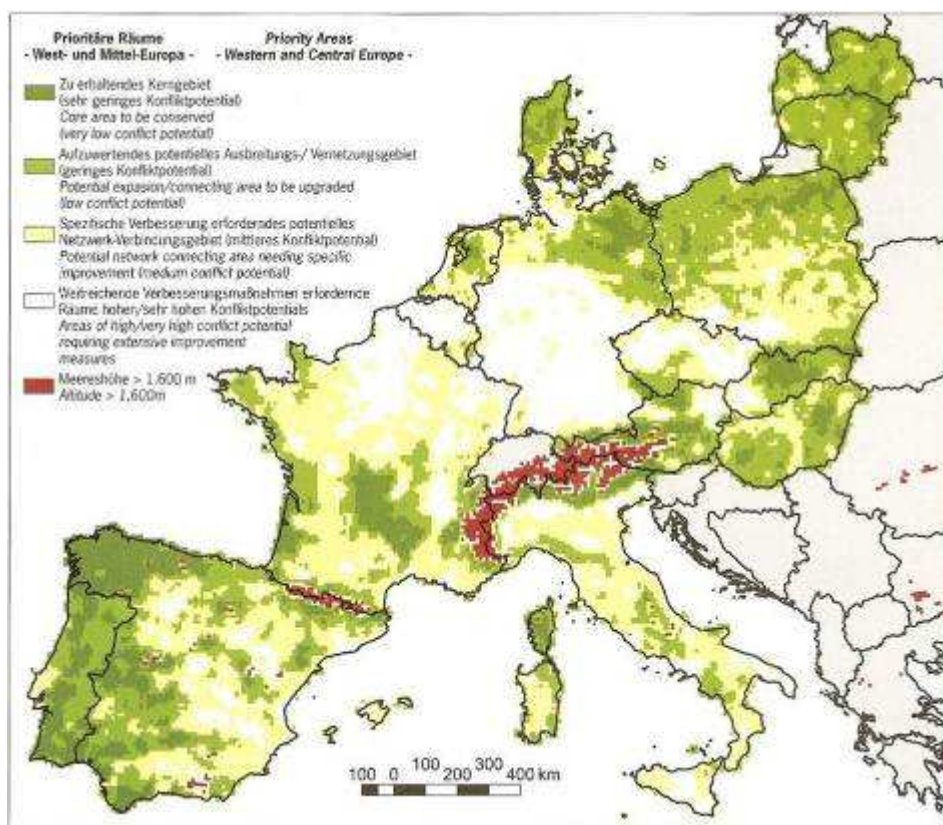 Prioritäre Räume
- West- und Mittel-Europa -
Priority Areas
- Western and Central Europe -
Zu erhaltendes Kerngebiet
(sehr geringes Konfliktpotential)
Core area to be conserved
(very low conflict potential)
Aufzuwertendes potentielles Ausbreitungs-/ Vernetzungsgebiet
(geringes Konfliktpotential)
Potential expasion/connecting area to be upgraded
(low conflict potential)
Spezifische Verbesserung erforderndes potentielles
Netzwerk-Verbindungsgebiet (mittleres Konfliktpotential)
Potential network connecting area needing specific
improvement (medium conflict potential)
Weitreichende Verbesserungsmaßnahmen erfordernde
Räume hoher/sehr hohen Konfliktpotentials
Areas of high/very high conflict potential
requiring extensive improvement
measures
Meereshöhe > 1.600 m
Altitude > 1,600m
100 0 100 200 300 400 km